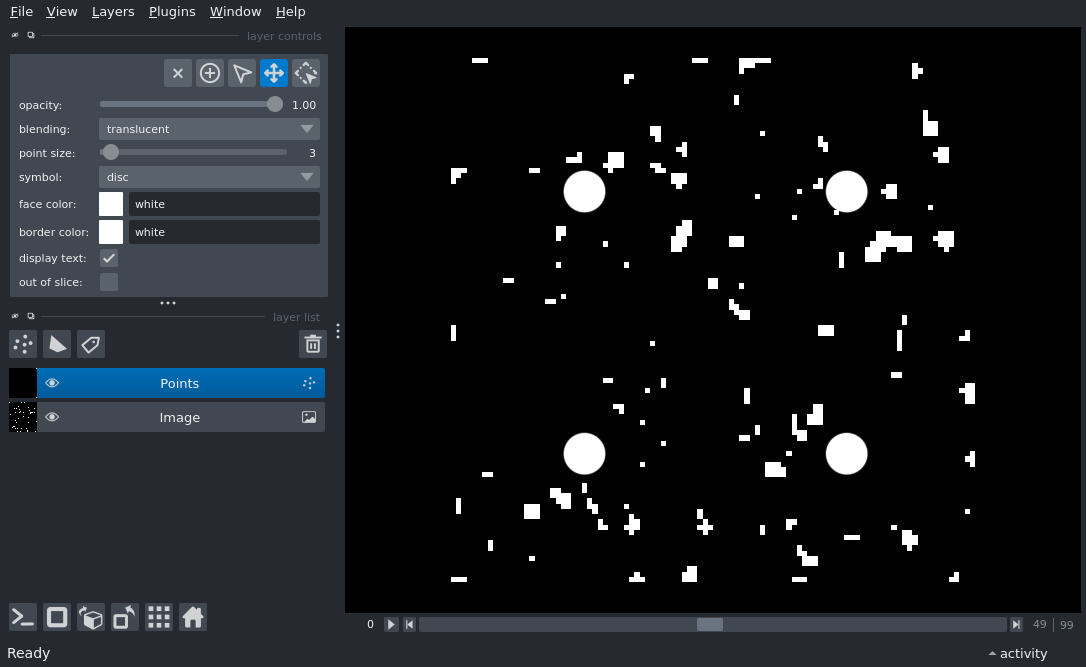 File View Layers Plugins Window Help
layer controls
opacity: 1.00
blending: translucent
point size: 3
symbol: disc
face color: white
border color: white
display text:
out of slice:
layer list
Points
Image
0 49 | 99
Ready activity